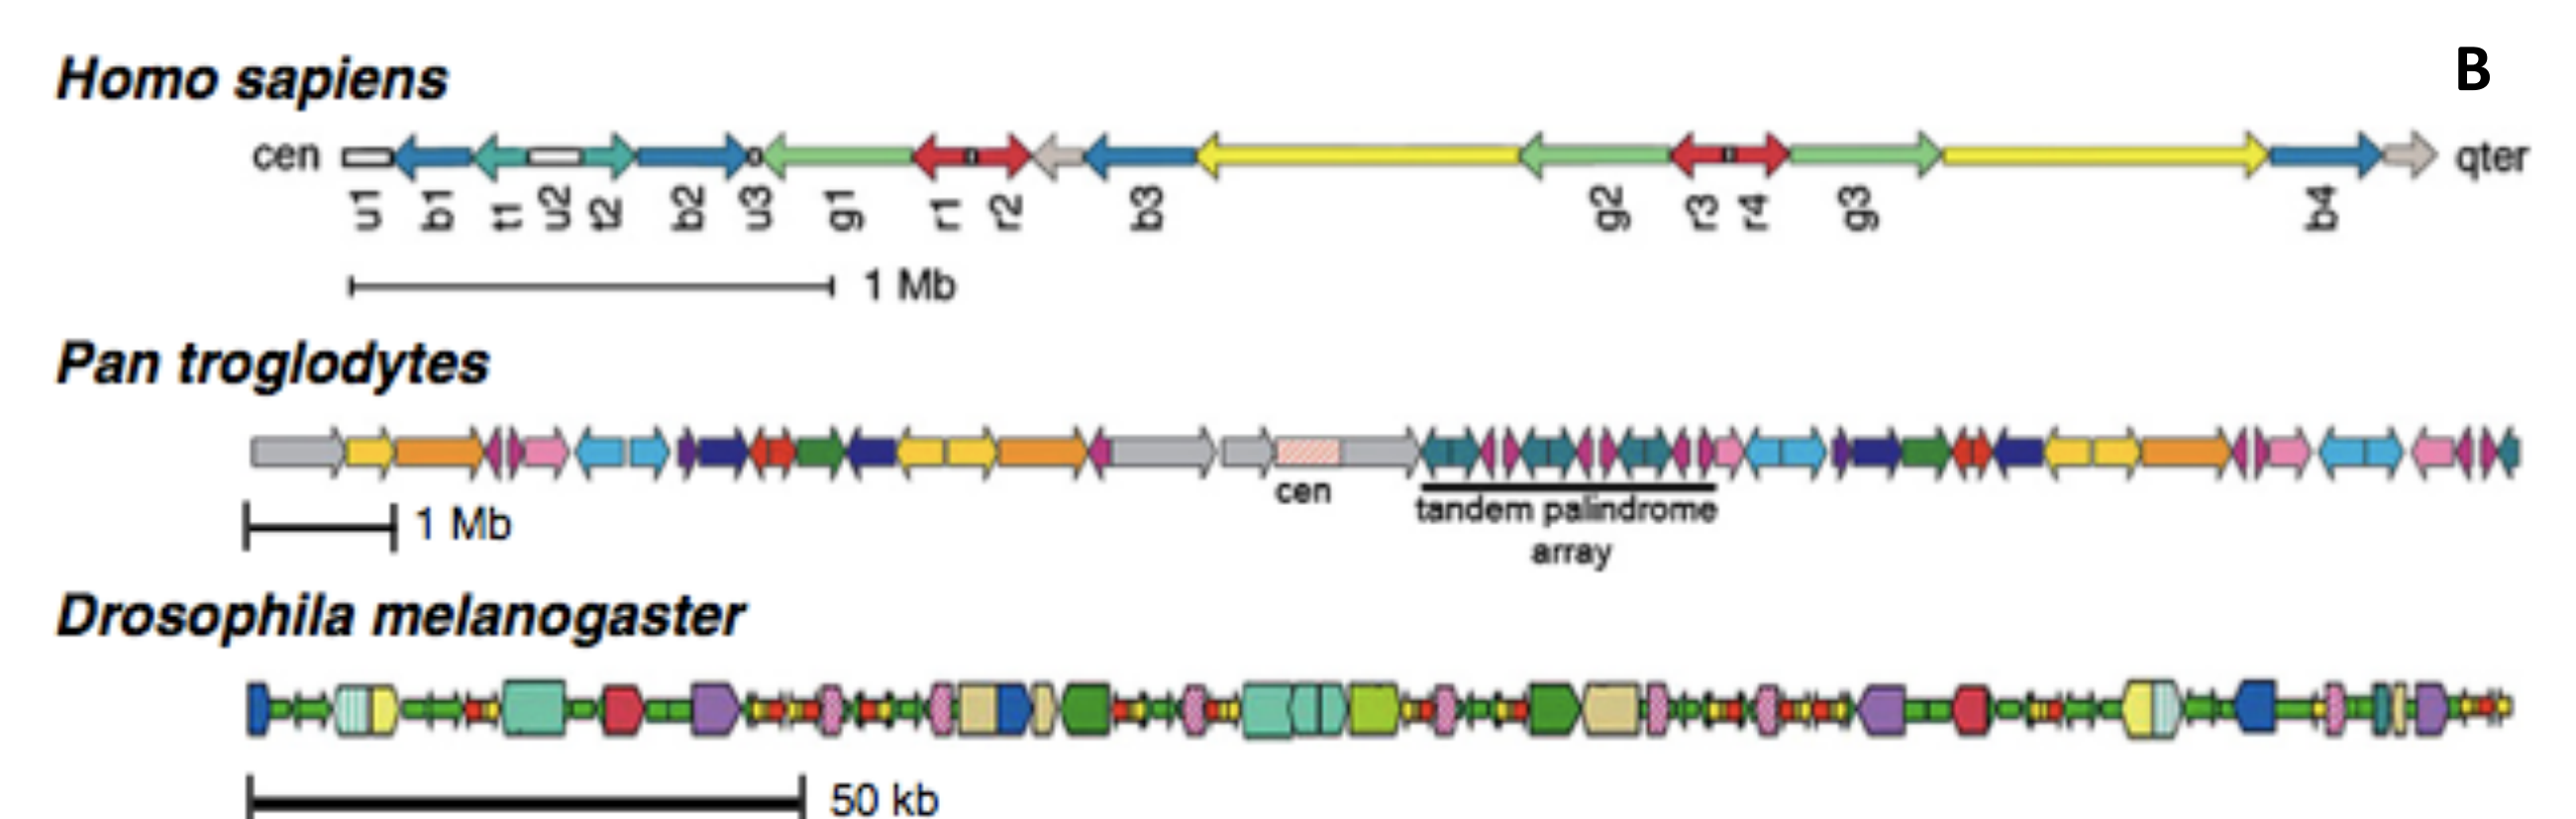 Homo sapiens
B
cen
qter
u1 b1 t1 u2 t2 b2 u3 g1 r1 r2 b3 g2 r3 r4 g3 b4
1 Mb
Pan troglodytes
cen
1 Mb
tandem palindrome
array
Drosophila melanogaster
50 kb